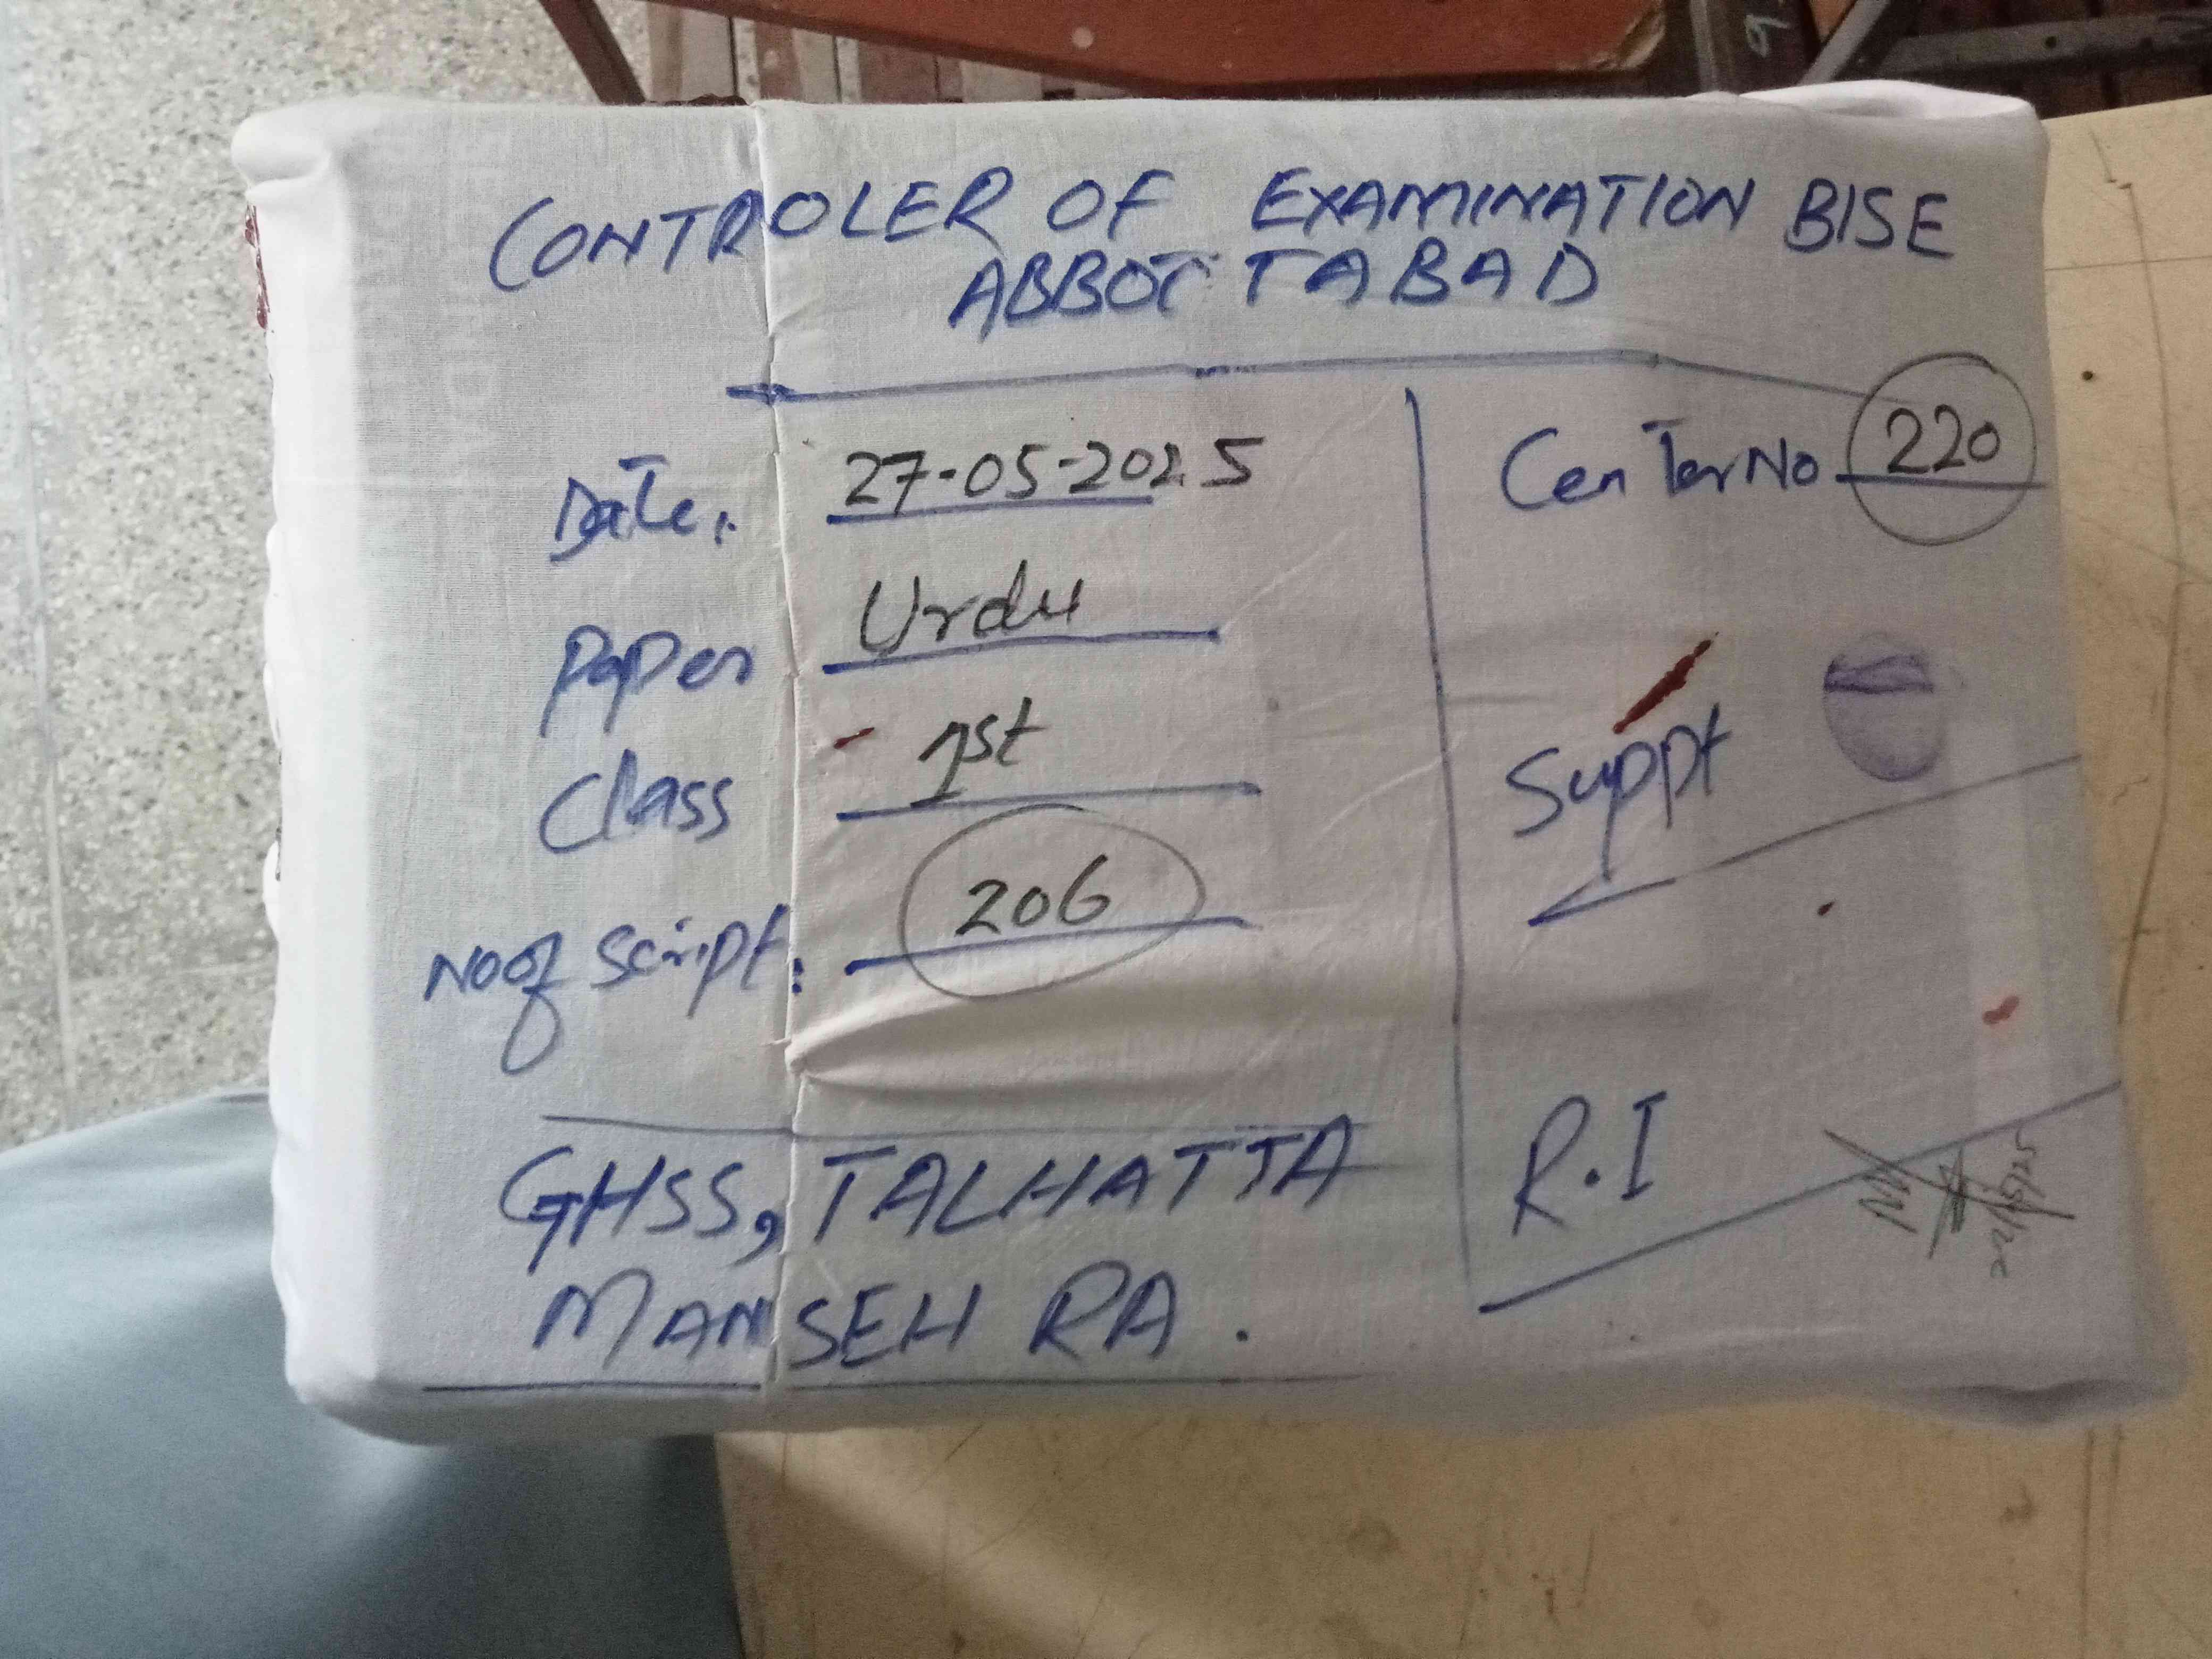 CONTROLER OF EXAMINATION BISE
ABBOTTABAD
Date: 27-05-2025
Center No 220
Paper Urdu
Class 1st
Suppt
No of script: 206
R.I
GHSS, TALHATTA
MANSEHRA.